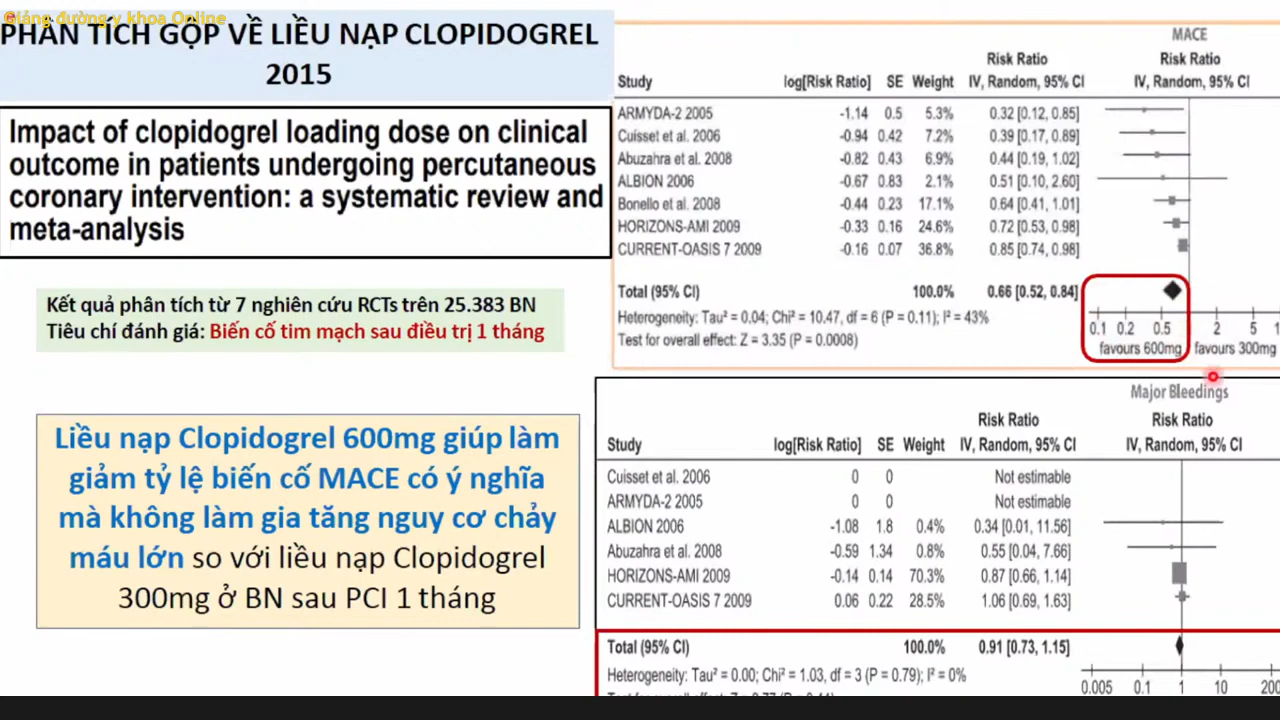 Giảng đường y khoa Online
PHÂN TÍCH GỘP VỀ LIỀU NẠP CLOPIDOGREL
2015
Impact of clopidogrel loading dose on clinical
outcome in patients undergoing percutaneous
coronary intervention: a systematic review and
meta-analysis
Kết quả phân tích từ 7 nghiên cứu RCTs trên 25.383 BN
Tiêu chí đánh giá: Biến cố tim mạch sau điều trị 1 tháng
Liều nạp Clopidogrel 600mg giúp làm
giảm tỷ lệ biến cố MACE có ý nghĩa
mà không làm gia tăng nguy cơ chảy
máu lớn so với liều nạp Clopidogrel
300mg ở BN sau PCI 1 tháng
MACE
Risk Ratio Risk Ratio
Study log[Risk Ratio] SE Weight IV, Random, 95% CI IV, Random, 95% CI
ARMYDA-2 2005 -1.14 0.5 5.3% 0.32 [0.12, 0.85]
Cuisset et al. 2006 -0.94 0.42 7.2% 0.39 [0.17, 0.89]
Abuzahra et al. 2008 -0.82 0.43 6.9% 0.44 [0.19, 1.02]
ALBION 2006 -0.67 0.83 2.1% 0.51 [0.10, 2.60]
Bonello et al. 2008 -0.44 0.23 17.1% 0.64 [0.41, 1.01]
HORIZONS-AMI 2009 -0.33 0.16 24.6% 0.72 [0.53, 0.98]
CURRENT-OASIS 7 2009 -0.16 0.07 36.8% 0.85 [0.74, 0.98]
Total (95% CI) 100.0% 0.66 [0.52, 0.84]
Heterogeneity: Tau² = 0.04; Chi² = 10.47, df = 6 (P = 0.11); I² = 43%
Test for overall effect: Z = 3.35 (P = 0.0008)
0.1 0.2 0.5 2 5
favours 600mg favours 300mg
Major Bleedings
Risk Ratio Risk Ratio
Study log[Risk Ratio] SE Weight IV, Random, 95% CI IV, Random, 95% CI
Cuisset et al. 2006 0 0 Not estimable
ARMYDA-2 2005 0 0 Not estimable
ALBION 2006 -1.08 1.8 0.4% 0.34 [0.01, 11.56]
Abuzahra et al. 2008 -0.59 1.34 0.8% 0.55 [0.04, 7.66]
HORIZONS-AMI 2009 -0.14 0.14 70.3% 0.87 [0.66, 1.14]
CURRENT-OASIS 7 2009 0.06 0.22 28.5% 1.06 [0.69, 1.63]
Total (95% CI) 100.0% 0.91 [0.73, 1.15]
Heterogeneity: Tau² = 0.00; Chi² = 1.03, df = 3 (P = 0.79); I² = 0%
0.005 0.1 1 10 200